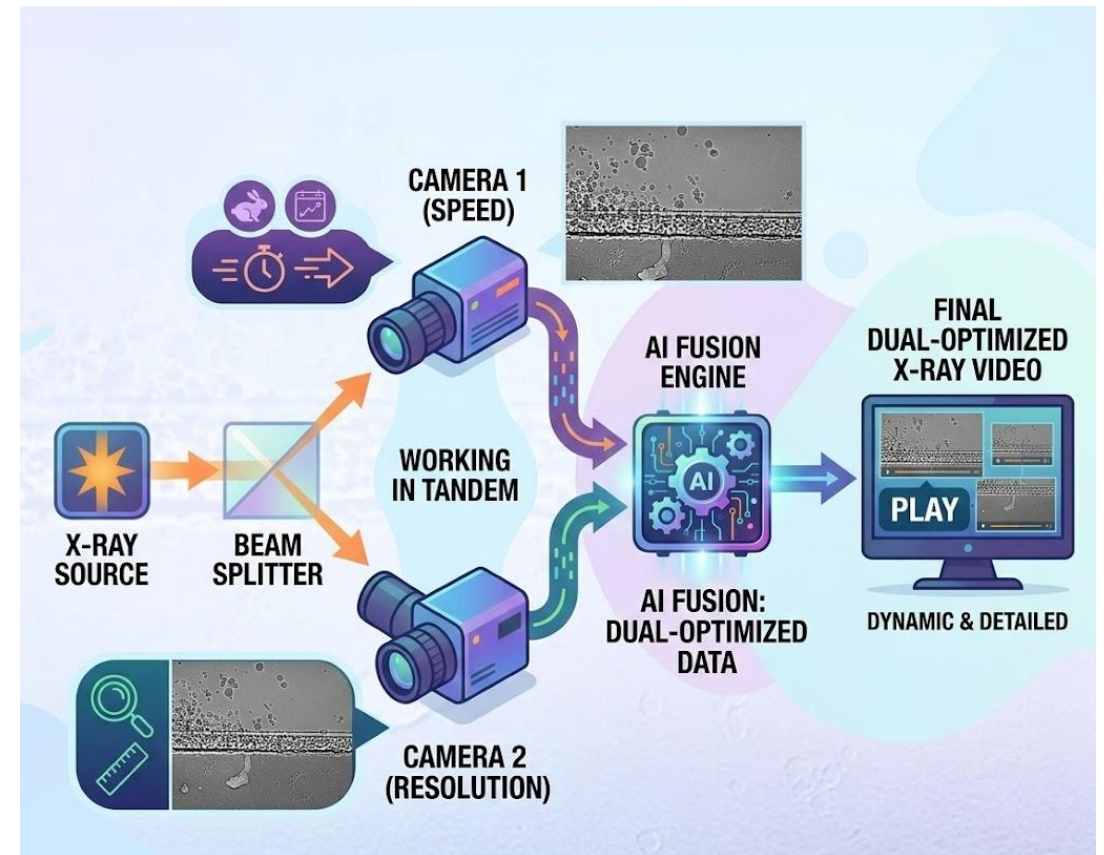 CAMERA 1
(SPEED)
X-RAY
SOURCE
BEAM
SPLITTER
WORKING
IN TANDEM
CAMERA 2
(RESOLUTION)
AI FUSION
ENGINE
AI
AI FUSION:
DUAL-OPTIMIZED
DATA
FINAL
DUAL-OPTIMIZED
X-RAY VIDEO
PLAY
DYNAMIC & DETAILED